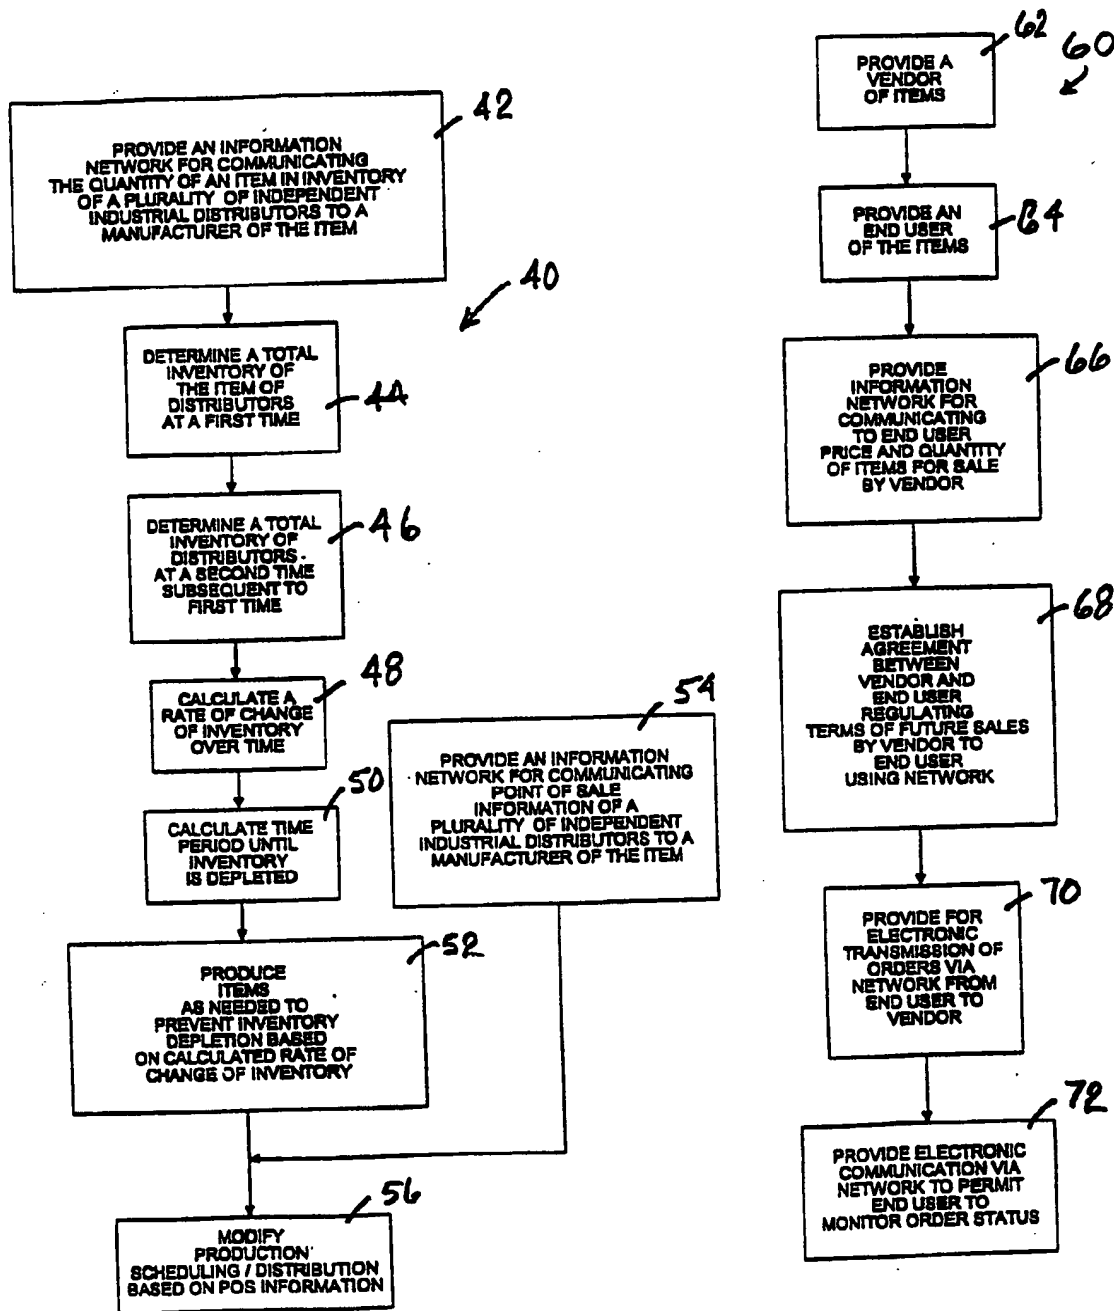 42
PROVIDE AN INFORMATION
NETWORK FOR COMMUNICATING
THE QUANTITY OF AN ITEM IN INVENTORY
OF A PLURALITY OF INDEPENDENT
INDUSTRIAL DISTRIBUTORS TO A
MANUFACTURER OF THE ITEM
40
DETERMINE A TOTAL
INVENTORY OF
THE ITEM OF
DISTRIBUTORS
AT A FIRST TIME
44
DETERMINE A TOTAL
INVENTORY OF
DISTRIBUTORS
AT A SECOND TIME
SUBSEQUENT TO
FIRST TIME
46
CALCULATE A
RATE OF CHANGE
OF INVENTORY
OVER TIME
48
CALCULATE TIME
PERIOD UNTIL
INVENTORY
IS DEPLETED
50
PRODUCE
ITEMS
AS NEEDED TO
PREVENT INVENTORY
DEPLETION BASED
ON CALCULATED RATE OF
CHANGE OF INVENTORY
52
54
PROVIDE AN INFORMATION
NETWORK FOR COMMUNICATING
POINT OF SALE
INFORMATION OF A
PLURALITY OF INDEPENDENT
INDUSTRIAL DISTRIBUTORS TO A
MANUFACTURER OF THE ITEM
56
MODIFY
PRODUCTION
SCHEDULING / DISTRIBUTION
BASED ON POS INFORMATION
60
62
PROVIDE A
VENDOR
OF ITEMS
64
PROVIDE AN
END USER
OF THE ITEMS
66
PROVIDE
INFORMATION
NETWORK FOR
COMMUNICATING
TO END USER
PRICE AND QUANTITY
OF ITEMS FOR SALE
BY VENDOR
68
ESTABLISH
AGREEMENT
BETWEEN
VENDOR AND
END USER
REGULATING
TERMS OF FUTURE SALES
BY VENDOR TO
END USER
USING NETWORK
70
PROVIDE FOR
ELECTRONIC
TRANSMISSION OF
ORDERS VIA
NETWORK FROM
END USER TO
VENDOR
72
PROVIDE ELECTRONIC
COMMUNICATION VIA
NETWORK TO PERMIT
END USER TO
MONITOR ORDER STATUS